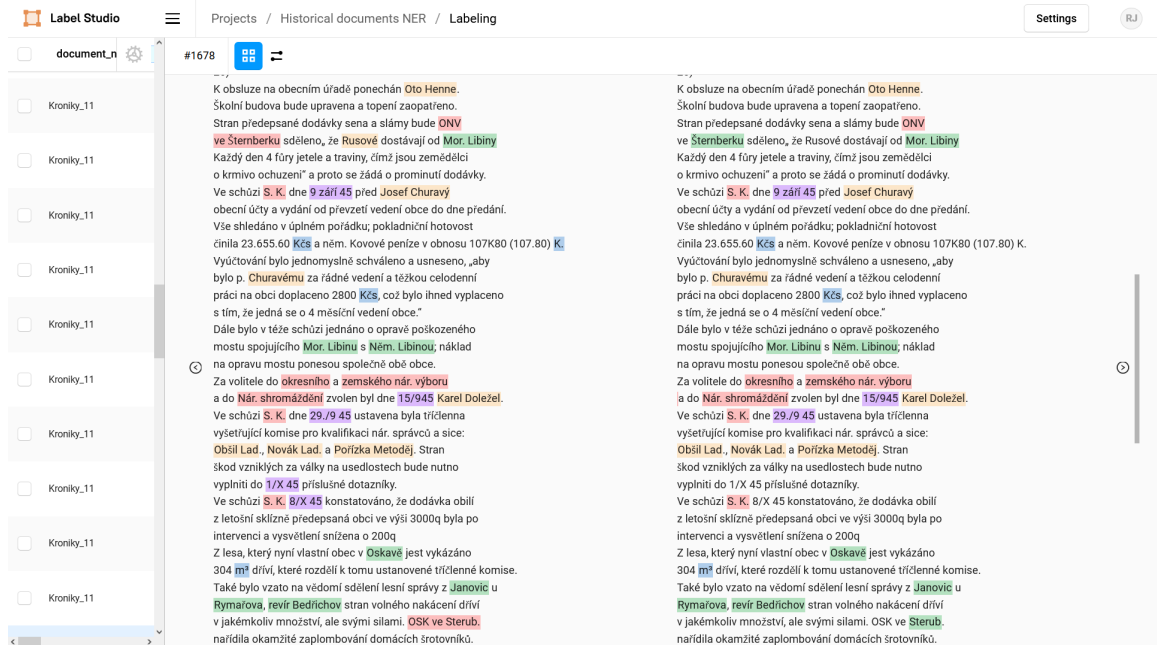 Label Studio
Projects / Historical documents NER / Labeling
Settings
RJ
document_n
#1678
Kroniky_11
Kroniky_11
Kroniky_11
Kroniky_11
Kroniky_11
Kroniky_11
Kroniky_11
Kroniky_11
Kroniky_11
Kroniky_11
K obsluze na obecním úřadě ponechán Oto Henne.
Školní budova bude upravena a topení zaopatřeno.
Stran předepsané dodávky sena a slámy bude ONV
ve Šternberku sděleno„ že Rusové dostávají od Mor. Libiny
Každý den 4 fůry jetele a traviny, čímž jsou zemědělci
o krmivo ochuzeni“ a proto se žádá o prominutí dodávky.
Ve schůzi S. K. dne 9 září 45 před Josef Churavý
obecní účty a vydání od převzetí vedení obce do dne předání.
Vše shledáno v úplném pořádku; pokladniční hotovost
činila 23.655.60 Kčs a něm. Kovové peníze v obnosu 107K80 (107.80) K.
Vyúčtování bylo jednomyslně schváleno a usneseno, „aby
bylo p. Churavému za řádné vedení a těžkou celodenní
práci na obci doplaceno 2800 Kčs, což bylo ihned vyplaceno
s tím, že jedná se o 4 měsíční vedení obce.“
Dále bylo v téže schůzi jednáno o opravě poškozeného
mostu spojujícího Mor. Libinu s Něm. Libinou; náklad
na opravu mostu ponesou společně obě obce.
Za volitele do okresního a zemského nár. výboru
a do Nár. shromáždění zvolen byl dne 15/945 Karel Doležel.
Ve schůzi S. K. dne 29./9 45 ustavena byla tříčlenna
vyšetřující komise pro kvalifikaci nár. správců a sice:
Obšil Lad., Novák Lad. a Pořízka Metoděj. Stran
škod vzniklých za války na usedlostech bude nutno
vyplniti do 1/X 45 příslušné dotazníky.
Ve schůzi S. K. 8/X 45 konstatováno, že dodávka obilí
z letošní sklízně předepsaná obci ve výši 3000q byla po
intervenci a vysvětlení snížena o 200q
Z lesa, který nyní vlastní obec v Oskavě jest vykázáno
304 m³ dříví, které rozdělí k tomu ustanovené tříčlenné komise.
Také bylo vzato na vědomí sdělení lesní správy z Janovic u
Rymařova, revír Bedřichov stran volného nakácení dříví
v jakémkoliv množství, ale svými silami. OSK ve Sterub.
nařídila okamžité zaplombování domácích šrotovníků.
K obsluze na obecním úřadě ponechán Oto Henne.
Školní budova bude upravena a topení zaopatřeno.
Stran předepsané dodávky sena a slámy bude ONV
ve Šternberku sděleno„ že Rusové dostávají od Mor. Libiny
Každý den 4 fůry jetele a traviny, čímž jsou zemědělci
o krmivo ochuzeni“ a proto se žádá o prominutí dodávky.
Ve schůzi S. K. dne 9 září 45 před Josef Churavý
obecní účty a vydání od převzetí vedení obce do dne předání.
Vše shledáno v úplném pořádku; pokladniční hotovost
činila 23.655.60 Kčs a něm. Kovové peníze v obnosu 107K80 (107.80) K.
Vyúčtování bylo jednomyslně schváleno a usneseno, „aby
bylo p. Churavému za řádné vedení a těžkou celodenní
práci na obci doplaceno 2800 Kčs, což bylo ihned vyplaceno
s tím, že jedná se o 4 měsíční vedení obce.“
Dále bylo v téže schůzi jednáno o opravě poškozeného
mostu spojujícího Mor. Libinu s Něm. Libinou; náklad
na opravu mostu ponesou společně obě obce.
Za volitele do okresního a zemského nár. výboru
a do Nár. shromáždění zvolen byl dne 15/945 Karel Doležel.
Ve schůzi S. K. dne 29./9 45 ustavena byla tříčlenna
vyšetřující komise pro kvalifikaci nár. správců a sice:
Obšil Lad., Novák Lad. a Pořízka Metoděj. Stran
škod vzniklých za války na usedlostech bude nutno
vyplniti do 1/X 45 příslušné dotazníky.
Ve schůzi S. K. 8/X 45 konstatováno, že dodávka obilí
z letošní sklízně předepsaná obci ve výši 3000q byla po
intervenci a vysvětlení snížena o 200q
Z lesa, který nyní vlastní obec v Oskavě jest vykázáno
304 m³ dříví, které rozdělí k tomu ustanovené tříčlenné komise.
Také bylo vzato na vědomí sdělení lesní správy z Janovic u
Rymařova, revír Bedřichov stran volného nakácení dříví
v jakémkoliv množství, ale svými silami. OSK ve Sterub.
nařídila okamžité zaplombování domácích šrotovníků.